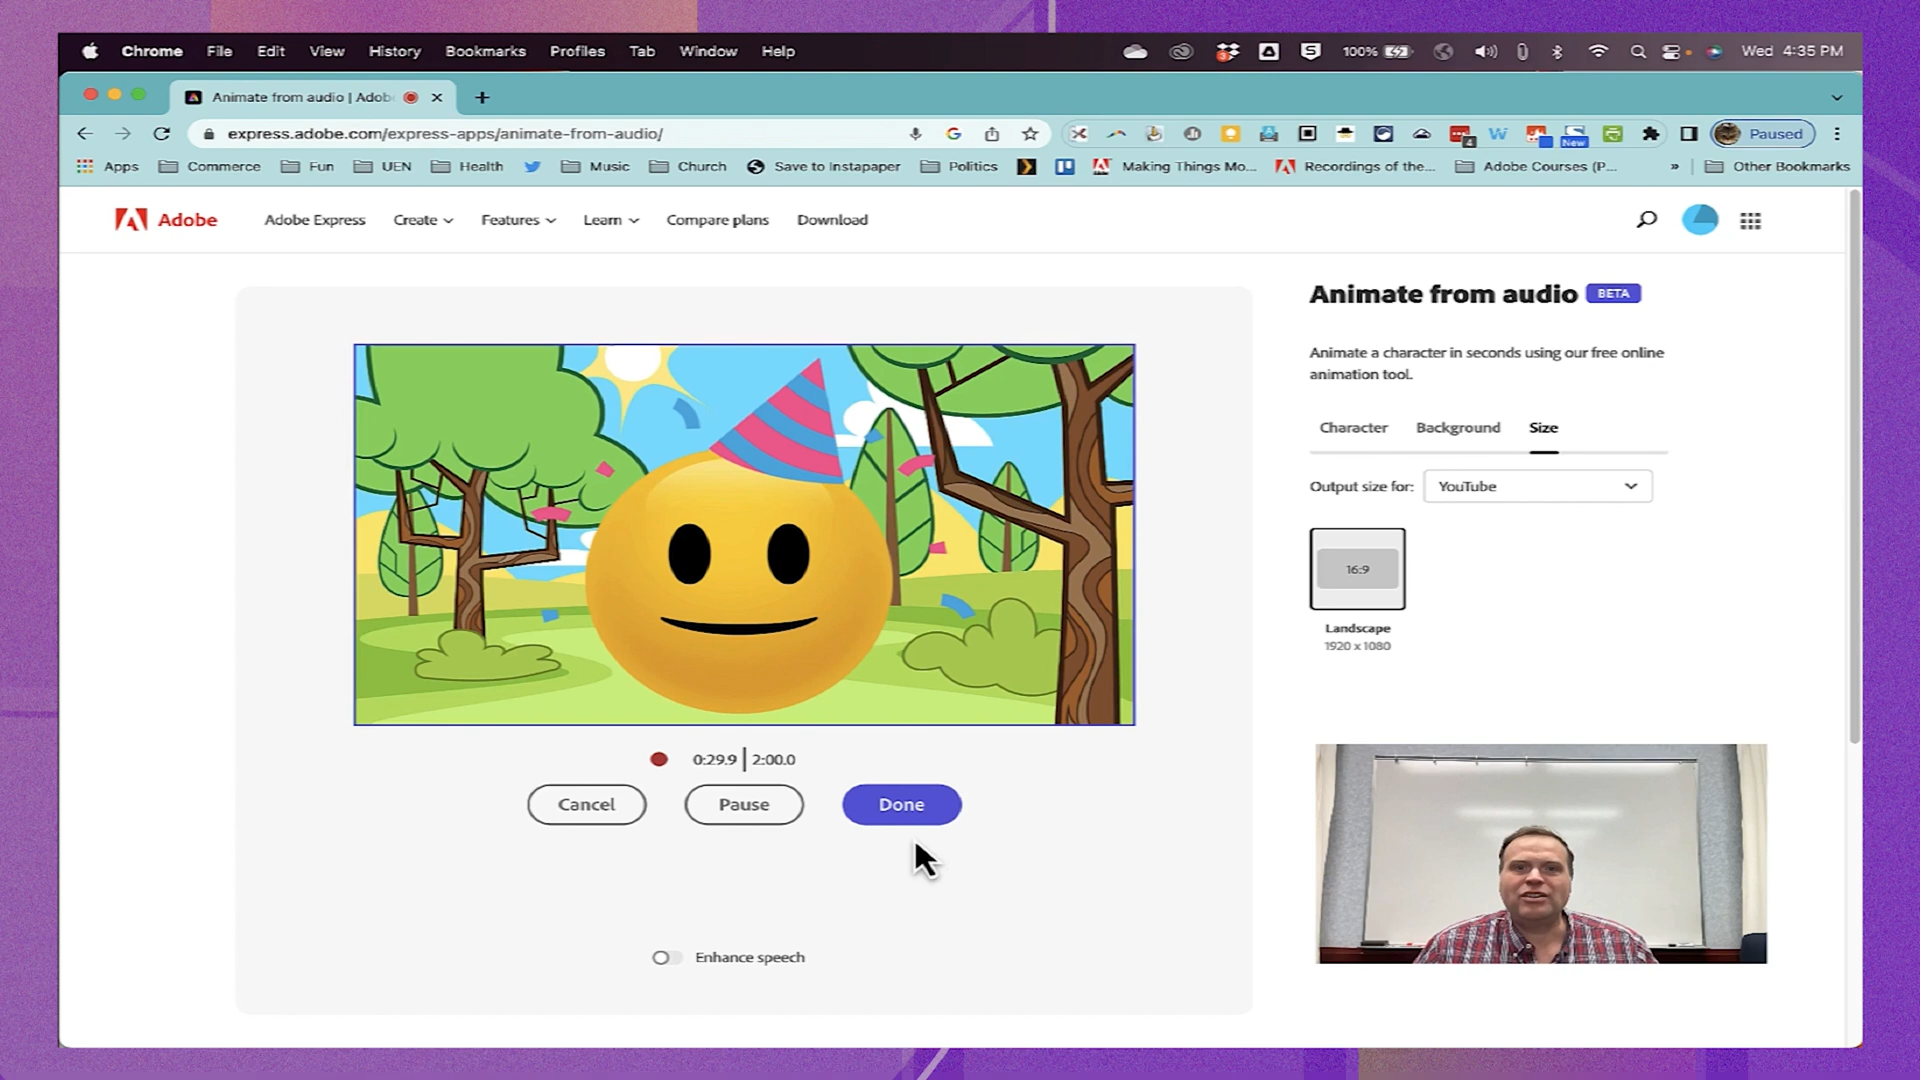 Chrome File Edit View History Bookmarks Profiles Tab Window Help 3 100% Wed 4:35 PM
Animate from audio | Adob
express.adobe.com/express-apps/animate-from-audio/ 4 New Paused
Apps Commerce Fun UEN Health Music Church Save to Instapaper Politics Making Things Mo... Recordings of the... Adobe Courses (P... » Other Bookmarks
Adobe Adobe Express Create Features Learn Compare plans Download
Animate from audio BETA
Animate a character in seconds using our free online
animation tool.
Character Background Size
Output size for: YouTube
16:9
Landscape
1920 x 1080
0:29.9 | 2:00.0
Cancel Pause Done
Enhance speech